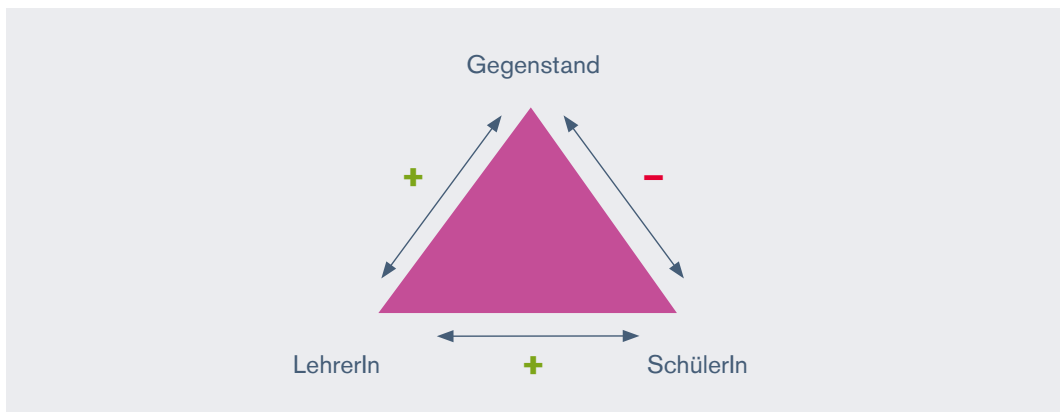 Gegenstand
+
−
LehrerIn
+
SchülerIn